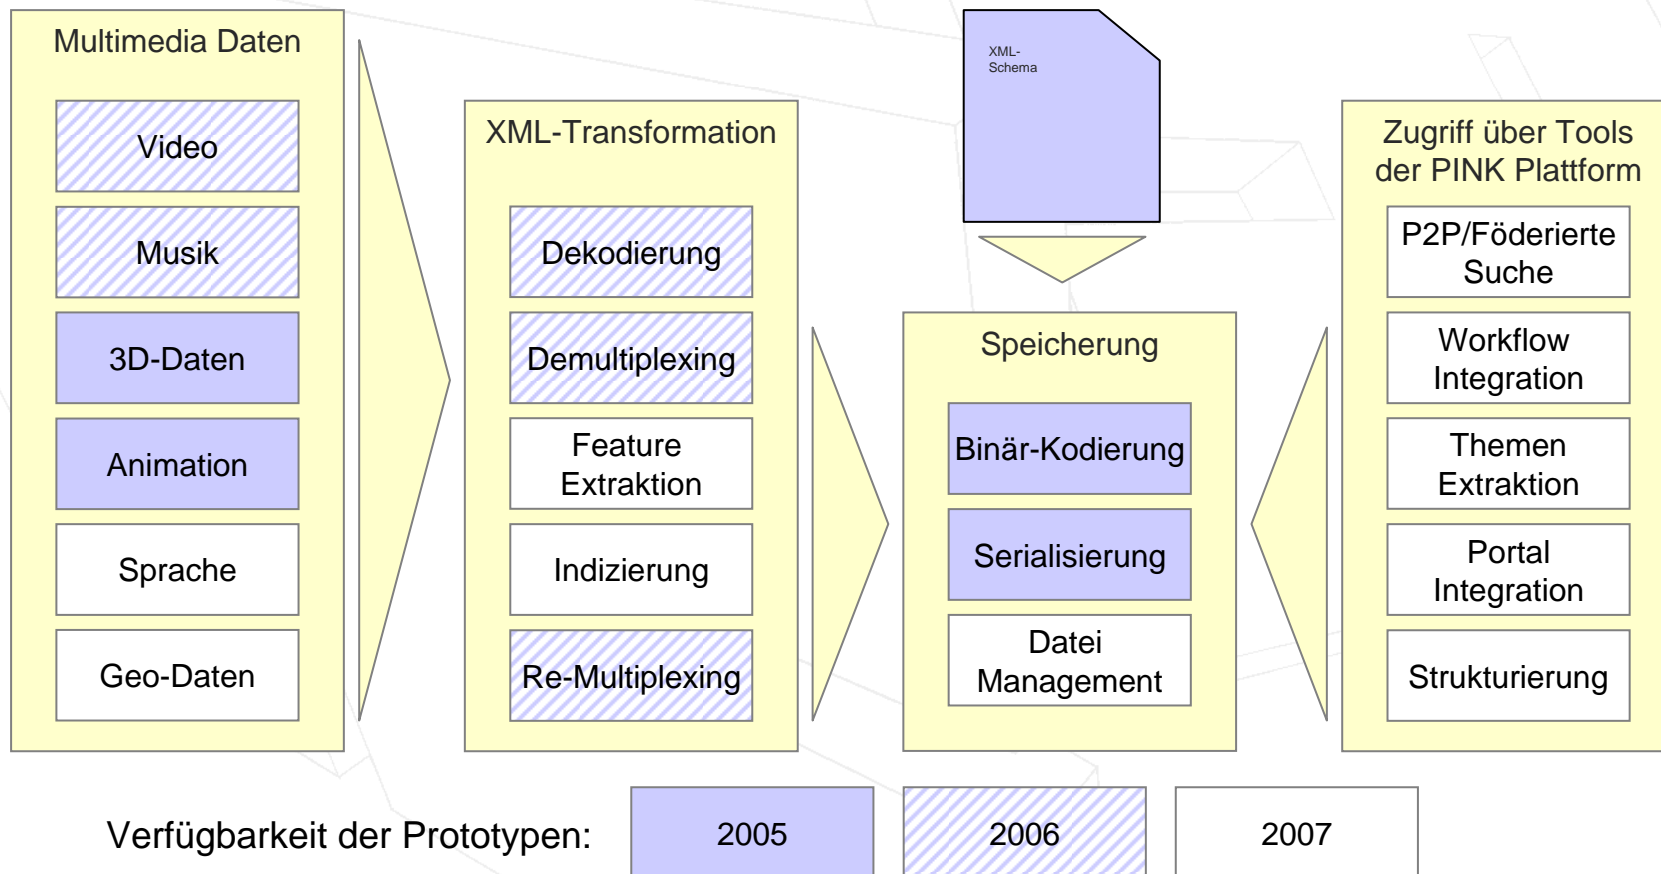 Multimedia Daten
Video
Musik
3D-Daten
Animation
Sprache
Geo-Daten
XML-Transformation
Dekodierung
Demultiplexing
Feature
Extraktion
Indizierung
Re-Multiplexing
XML-
Schema
Speicherung
Binär-Kodierung
Serialisierung
Datei
Management
Zugriff über Tools
der PINK Plattform
P2P/Föderierte
Suche
Workflow
Integration
Themen
Extraktion
Portal
Integration
Strukturierung
Verfügbarkeit der Prototypen:
2005
2006
2007